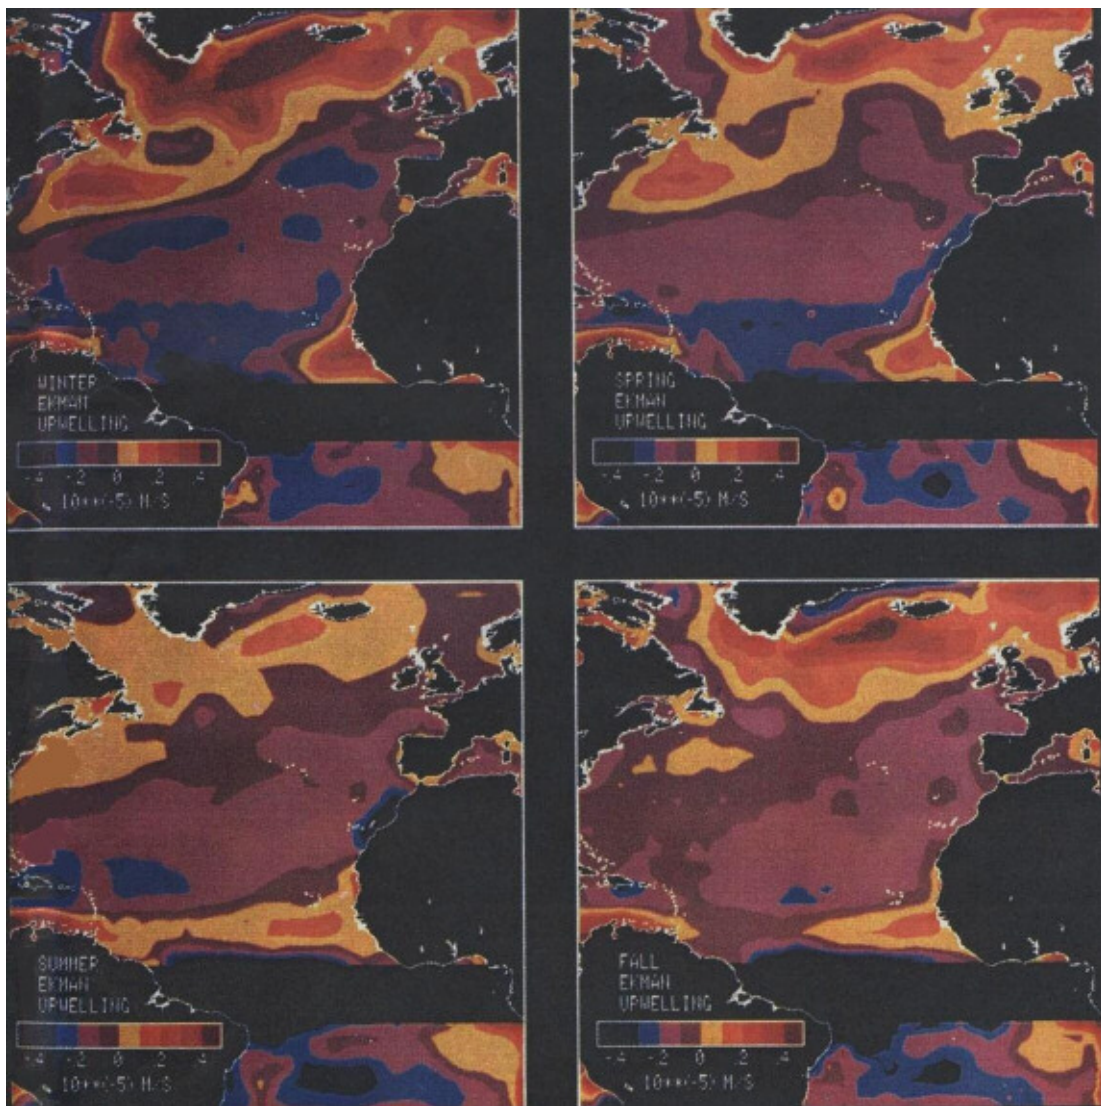 WINTER
EKMAN
UPWELLING
-4 -2 0 2 4
* 10**(-5) M/S
SPRING
EKMAN
UPWELLING
-4 -2 0 .2 .4
* 10**(-5) M/S
SUMMER
EKMAN
UPWELLING
-4 -2 0 .2 4
* 10**(-5) M/S
FALL
EKMAN
UPWELLING
-4 -2 0 .2 .4
* 10**(-5) M/S